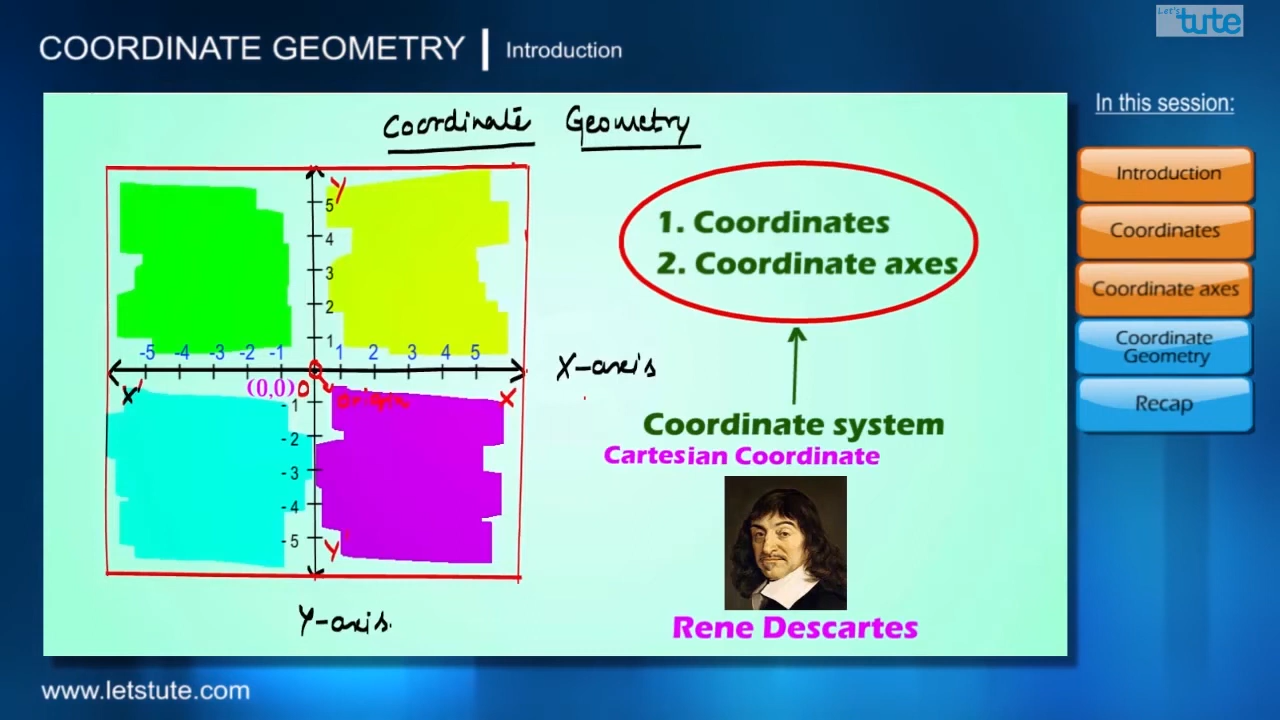 Let's tute
COORDINATE GEOMETRY | Introduction
In this session:
Introduction
Coordinates
Coordinate axes
Coordinate Geometry
Recap
Coordinate Geometry
Y
5
4
3
2
1
-5 -4 -3 -2 -1 1 2 3 4 5
X' (0,0) O origin X
X-axis
-1
-2
-3
-4
-5
Y
Y-axis.
1. Coordinates
2. Coordinate axes
Coordinate system
Cartesian Coordinate
Rene Descartes
www.letstute.com